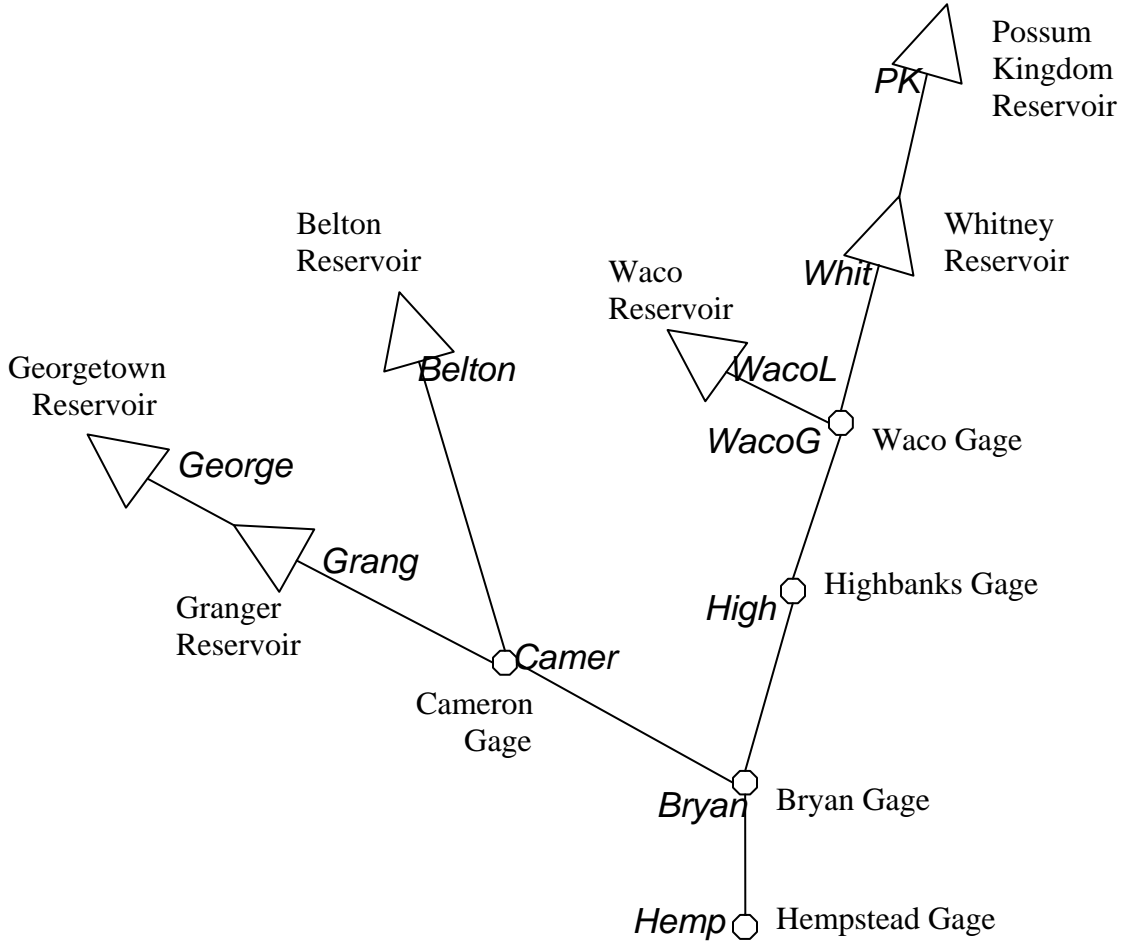 Possum
Kingdom
Reservoir
PK
Belton
Reservoir
Whitney
Reservoir
Whit
Waco
Reservoir
Georgetown
Reservoir
Belton
WacoL
WacoG
Waco Gage
George
Grang
Granger
Reservoir
High
Highbanks Gage
Camer
Cameron
Gage
Bryan
Bryan Gage
Hemp
Hempstead Gage